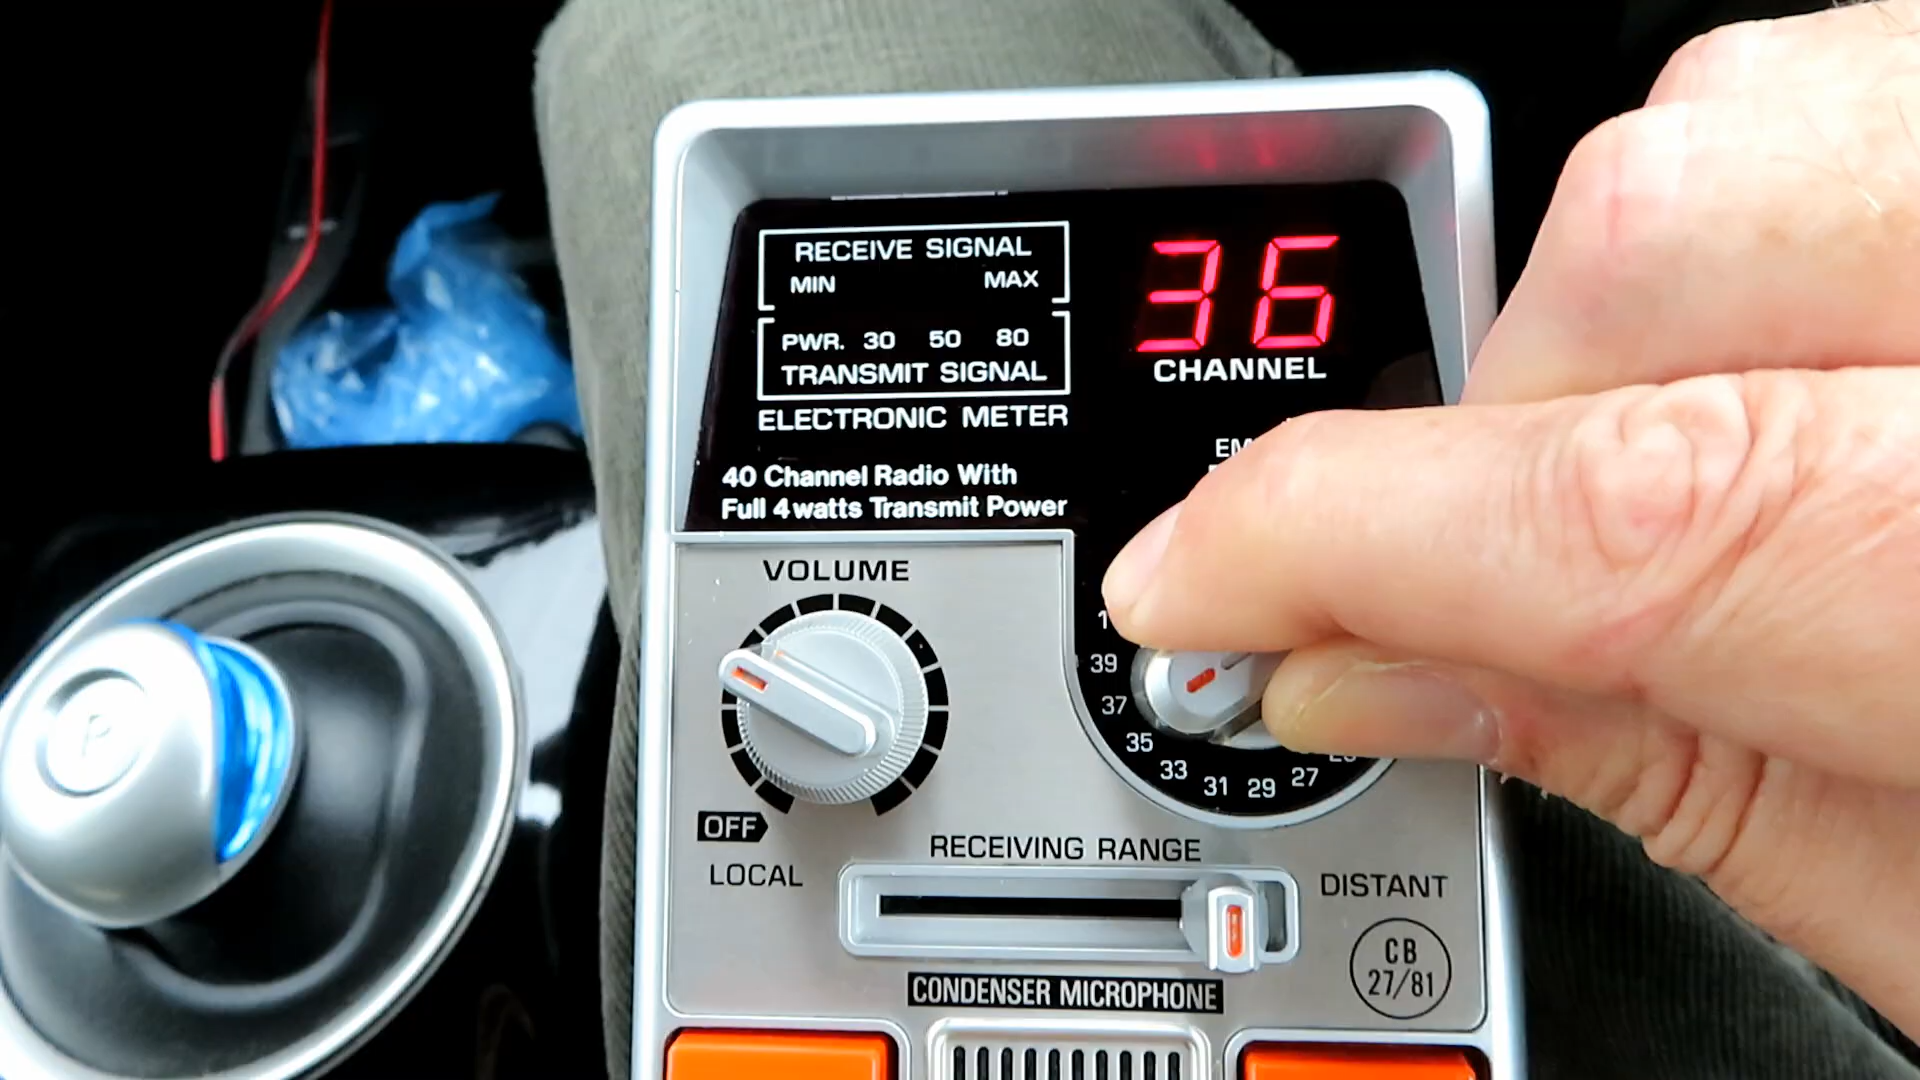 RECEIVE SIGNAL
MIN MAX
PWR. 30 50 80
TRANSMIT SIGNAL
ELECTRONIC METER
36
CHANNEL
40 Channel Radio With
Full 4watts Transmit Power
VOLUME
OFF
39
37
35
33
31
29
27
RECEIVING RANGE
LOCAL
DISTANT
CB
27/81
CONDENSER MICROPHONE
P